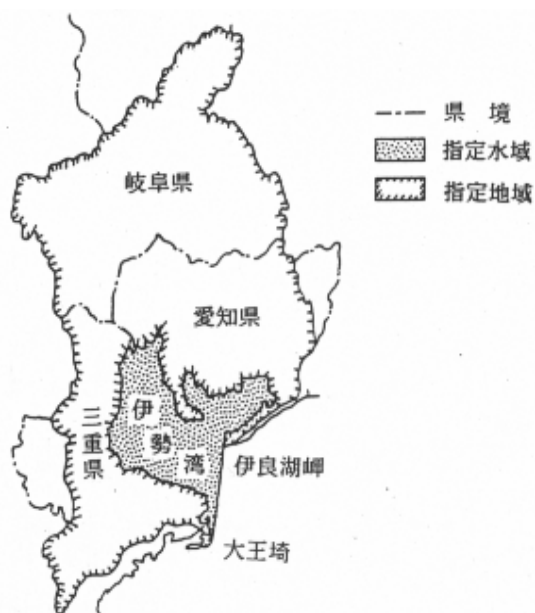 県境
指定水域
指定地域
岐阜県
愛知県
三重県
伊勢湾
伊良湖岬
大王埼